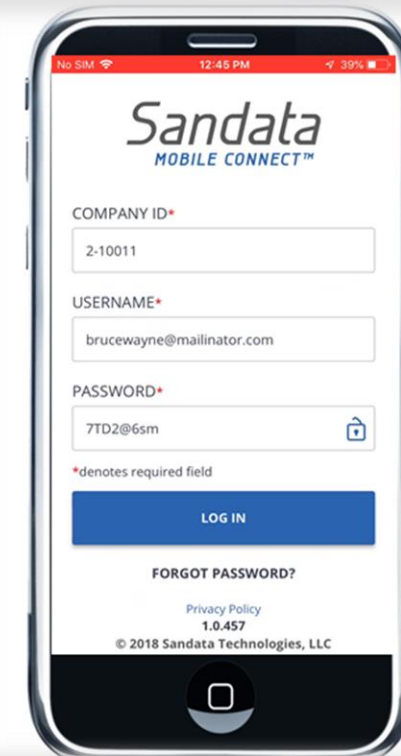 No SIM 12:45 PM 39%
Sandata
MOBILE CONNECT™
COMPANY ID*
2-10011
USERNAME*
brucewayne@mailinator.com
PASSWORD*
7TD2@6sm
*denotes required field
LOG IN
FORGOT PASSWORD?
Privacy Policy
1.0.457
© 2018 Sandata Technologies, LLC